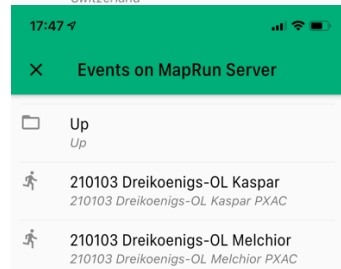 Switzerland
17:47
Events on MapRun Server
Up
Up
210103 Dreikoenigs-OL Kaspar
210103 Dreikoenigs-OL Kaspar PXAC
210103 Dreikoenigs-OL Melchior
210103 Dreikoenigs-OL Melchior PXAC